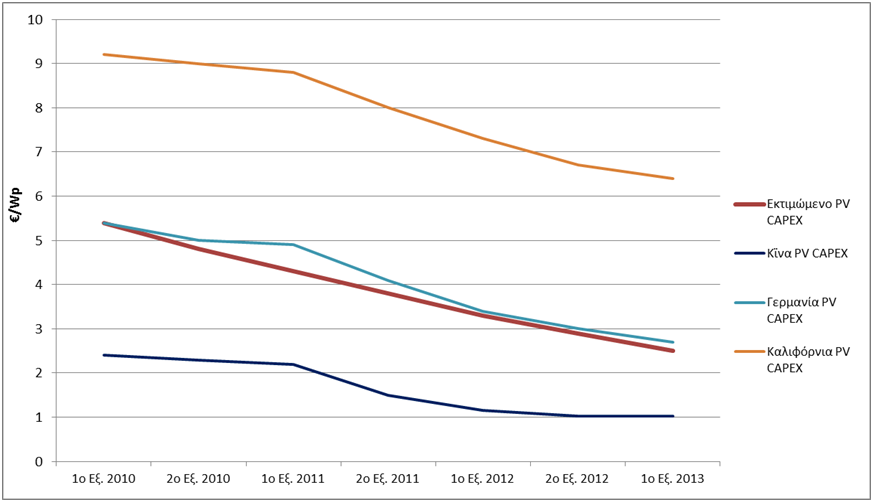 10
9
8
7
6
5
4
3
2
1
0
€/Wp
1ο Εξ. 2010
2ο Εξ. 2010
1ο Εξ. 2011
2ο Εξ. 2011
1ο Εξ. 2012
2ο Εξ. 2012
1ο Εξ. 2013
Εκτιμώμενο PV
CAPEX
Κΐνα PV CAPEX
Γερμανία PV
CAPEX
Καλιφόρνια PV
CAPEX